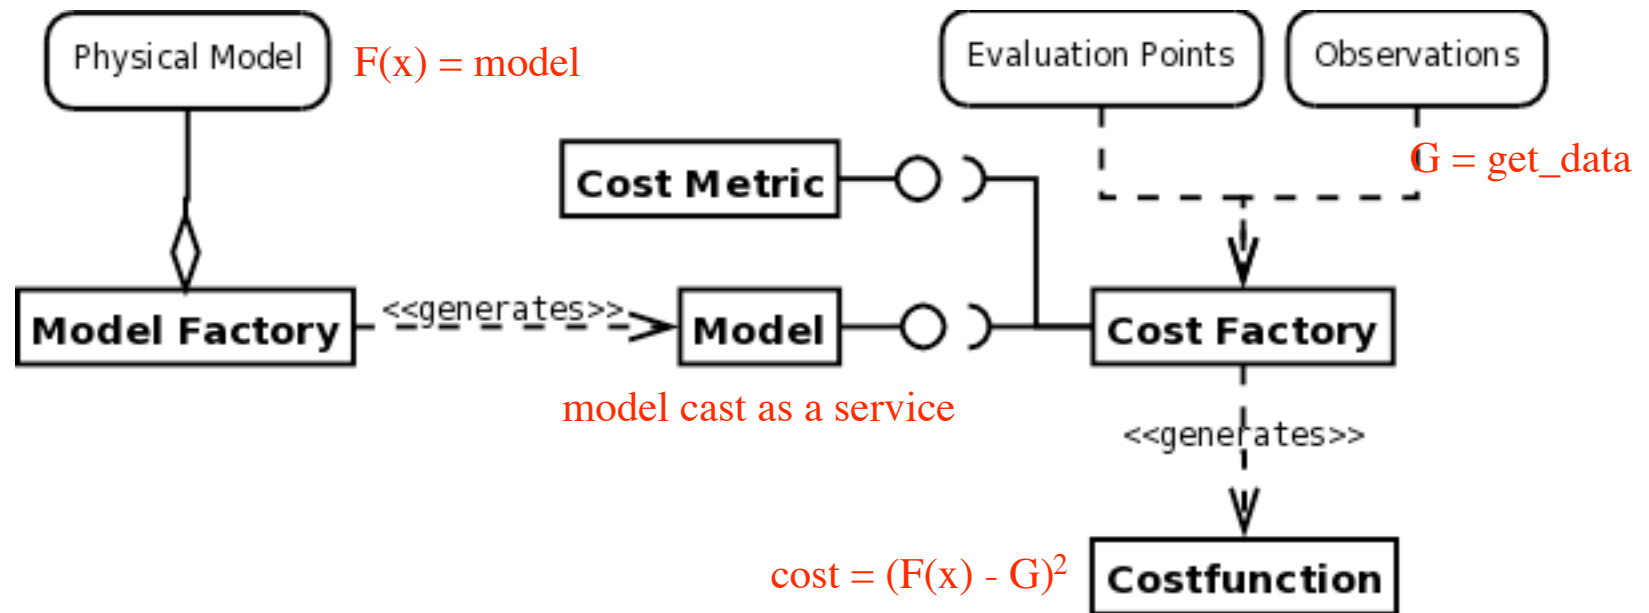 Physical Model
F(x) = model
Evaluation Points
Observations
G = get_data
Cost Metric
Model Factory
<<generates>>
Model
Cost Factory
model cast as a service
<<generates>>
cost = (F(x) - G)²
Costfunction